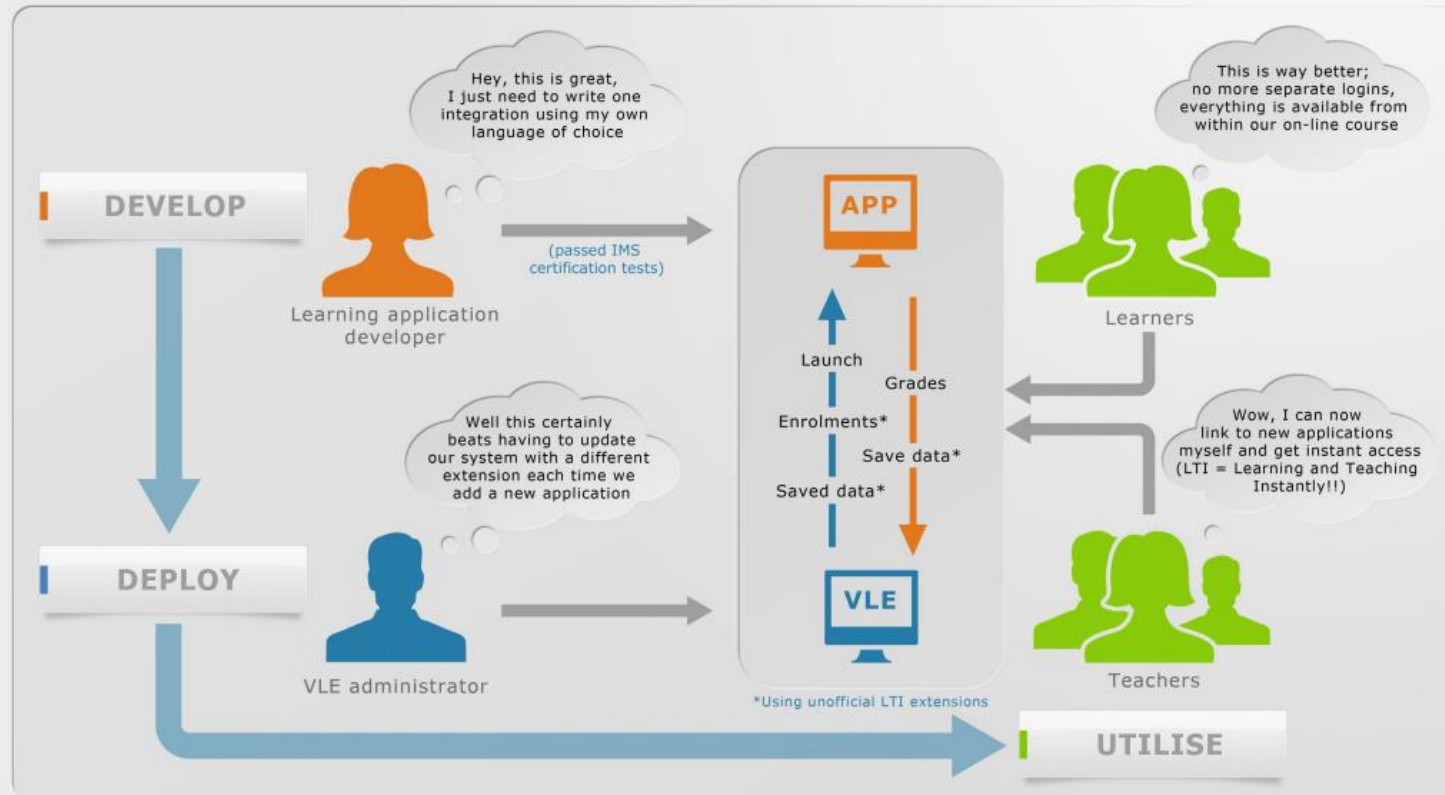 Hey, this is great,
I just need to write one
integration using my own
language of choice
This is way better;
no more separate logins,
everything is available from
within our on-line course
DEVELOP
(passed IMS
certification tests)
APP
Learning application
developer
Learners
Launch
Grades
Enrolments*
Save data*
Saved data*
Well this certainly
beats having to update
our system with a different
extension each time we
add a new application
Wow, I can now
link to new applications
myself and get instant access
(LTI = Learning and Teaching
Instantly!!)
DEPLOY
VLE
VLE administrator
Teachers
*Using unofficial LTI extensions
UTILISE